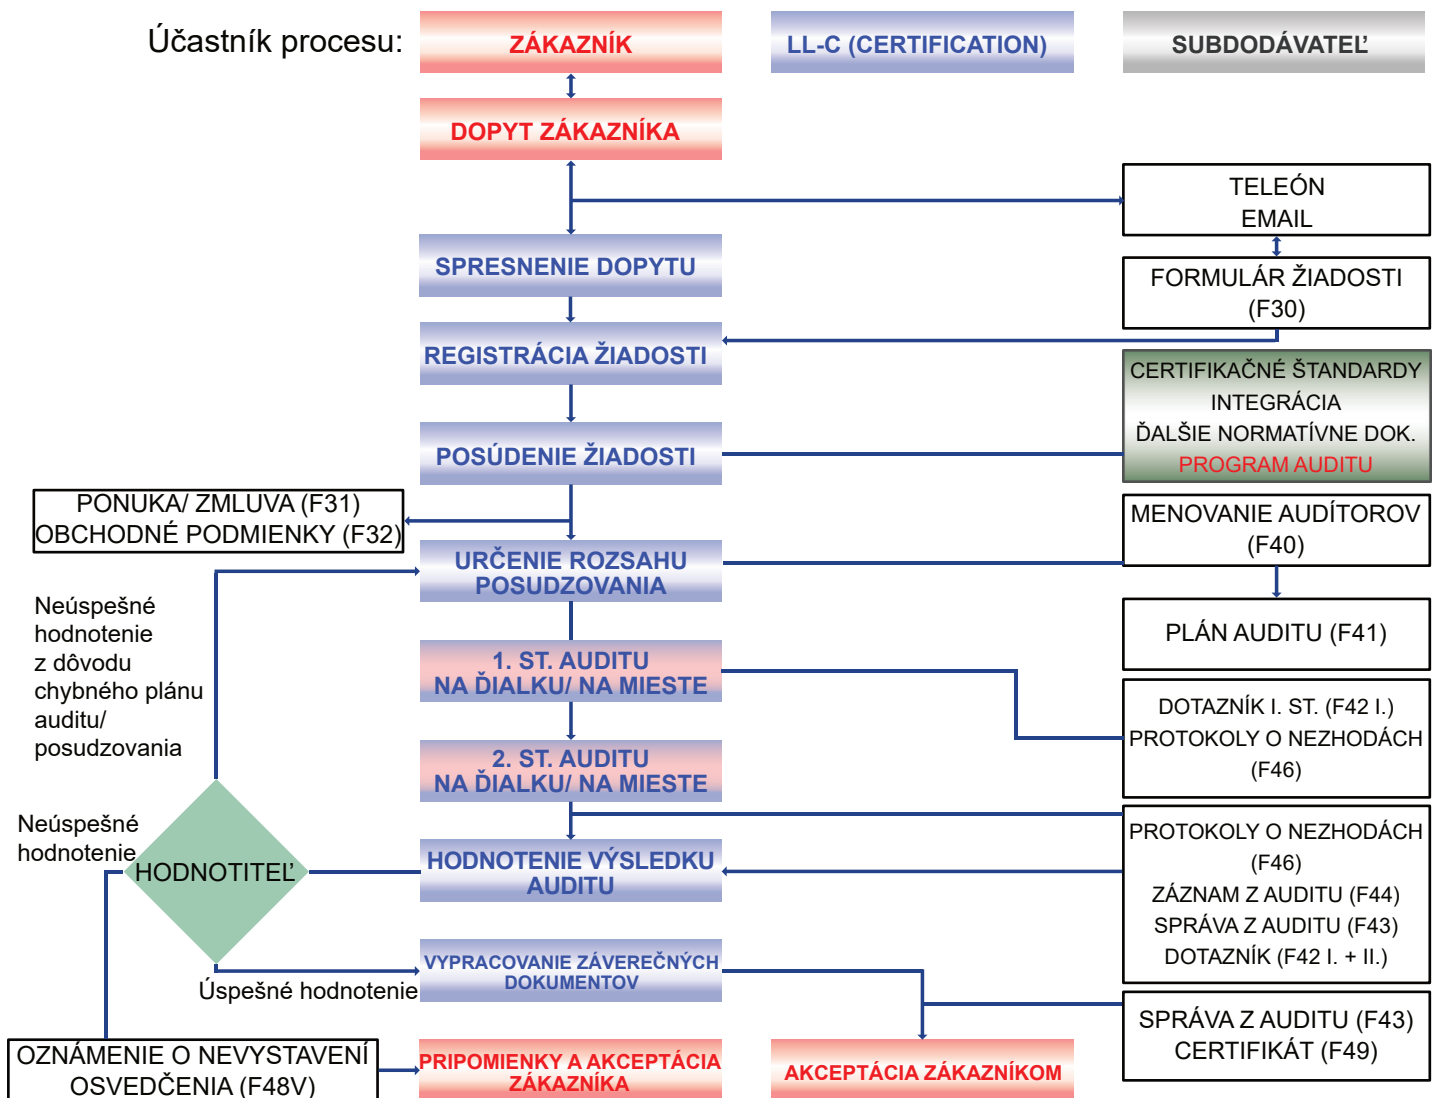 Účastník procesu:
ZÁKAZNÍK
LL-C (CERTIFICATION)
SUBDODÁVATEĽ
DOPYT ZÁKAZNÍKA
TELEÓN
EMAIL
SPRESNENIE DOPYTU
FORMULÁR ŽIADOSTI
(F30)
REGISTRÁCIA ŽIADOSTI
CERTIFIKAČNÉ ŠTANDARDY
INTEGRÁCIA
ĎALŠIE NORMATÍVNE DOK.
PROGRAM AUDITU
POSÚDENIE ŽIADOSTI
PONUKA/ ZMLUVA (F31)
OBCHODNÉ PODMIENKY (F32)
MENOVANIE AUDÍTOROV
(F40)
URČENIE ROZSAHU
POSUDZOVANIA
Neúspešné
hodnotenie
z dôvodu
chybného plánu
auditu/
posudzovania
PLÁN AUDITU (F41)
1. ST. AUDITU
NA ĎIALKU/ NA MIESTE
DOTAZNÍK I. ST. (F42 I.)
PROTOKOLY O NEZHODÁCH
(F46)
2. ST. AUDITU
NA ĎIALKU/ NA MIESTE
Neúspešné
hodnotenie
HODNOTITEĽ
HODNOTENIE VÝSLEDKU
AUDITU
PROTOKOLY O NEZHODÁCH
(F46)
ZÁZNAM Z AUDITU (F44)
SPRÁVA Z AUDITU (F43)
DOTAZNÍK (F42 I. + II.)
Úspešné hodnotenie
VYPRACOVANIE ZÁVEREČNÝCH
DOKUMENTOV
SPRÁVA Z AUDITU (F43)
CERTIFIKÁT (F49)
OZNÁMENIE O NEVYSTAVENÍ
OSVEDČENIA (F48V)
PRIPOMIENKY A AKCEPTÁCIA
ZÁKAZNÍKA
AKCEPTÁCIA ZÁKAZNÍKOM